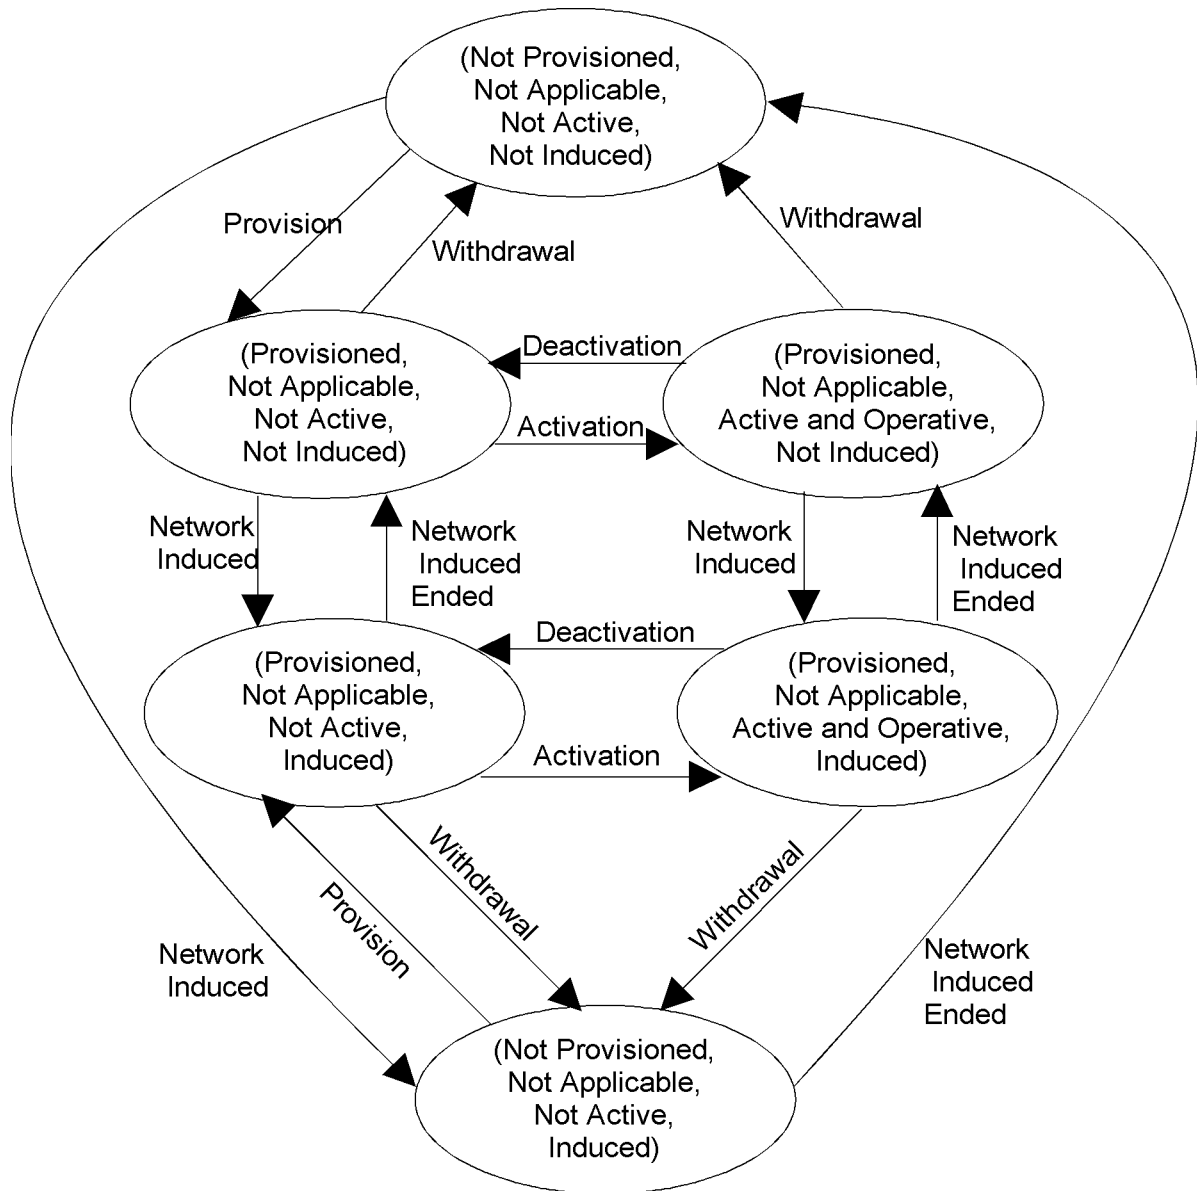 (Not Provisioned,
Not Applicable,
Not Active,
Not Induced)
Provision
Withdrawal
Withdrawal
(Provisioned,
Not Applicable,
Not Active,
Not Induced)
Deactivation
Activation
(Provisioned,
Not Applicable,
Active and Operative,
Not Induced)
Network
Induced
Network
Induced
Ended
Network
Induced
Network
Induced
Ended
(Provisioned,
Not Applicable,
Not Active,
Induced)
Deactivation
Activation
(Provisioned,
Not Applicable,
Active and Operative,
Induced)
Provision
Withdrawal
Withdrawal
Network
Induced
Network
Induced
Ended
(Not Provisioned,
Not Applicable,
Not Active,
Induced)